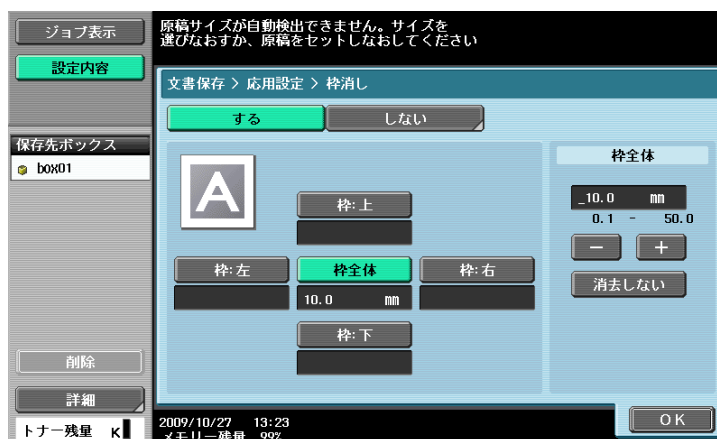 ジョブ表示
設定内容
原稿サイズが自動検出できません。サイズを
選びなおすか、原稿をセットしなおしてください
文書保存 > 応用設定 > 枠消し
する
しない
保存先ボックス
box01
A
枠:上
枠:左
枠全体
枠:右
10.0 mm
枠:下
枠全体
_10.0 mm
0.1 - 50.0
－ ＋
消去しない
削除
詳細
トナー残量 K
2009/10/27 13:23
メモリー残量 99%
OK